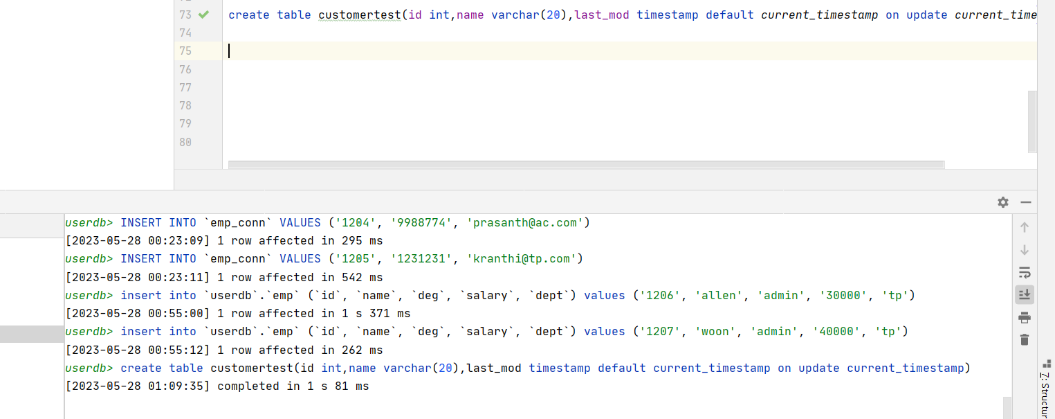 73 create table customertest(id int,name varchar(20),last_mod timestamp default current_timestamp on update current_time
74
75
76
77
78
79
80
userdb> INSERT INTO `emp_conn` VALUES ('1204', '9988774', 'prasanth@ac.com')
[2023-05-28 00:23:09] 1 row affected in 295 ms
userdb> INSERT INTO `emp_conn` VALUES ('1205', '1231231', 'kranthi@tp.com')
[2023-05-28 00:23:11] 1 row affected in 542 ms
userdb> insert into `userdb`.`emp` (`id`, `name`, `deg`, `salary`, `dept`) values ('1206', 'allen', 'admin', '30000', 'tp')
[2023-05-28 00:55:00] 1 row affected in 1 s 371 ms
userdb> insert into `userdb`.`emp` (`id`, `name`, `deg`, `salary`, `dept`) values ('1207', 'woon', 'admin', '40000', 'tp')
[2023-05-28 00:55:12] 1 row affected in 262 ms
userdb> create table customertest(id int,name varchar(20),last_mod timestamp default current_timestamp on update current_timestamp)
[2023-05-28 01:09:35] completed in 1 s 81 ms
7: Structur